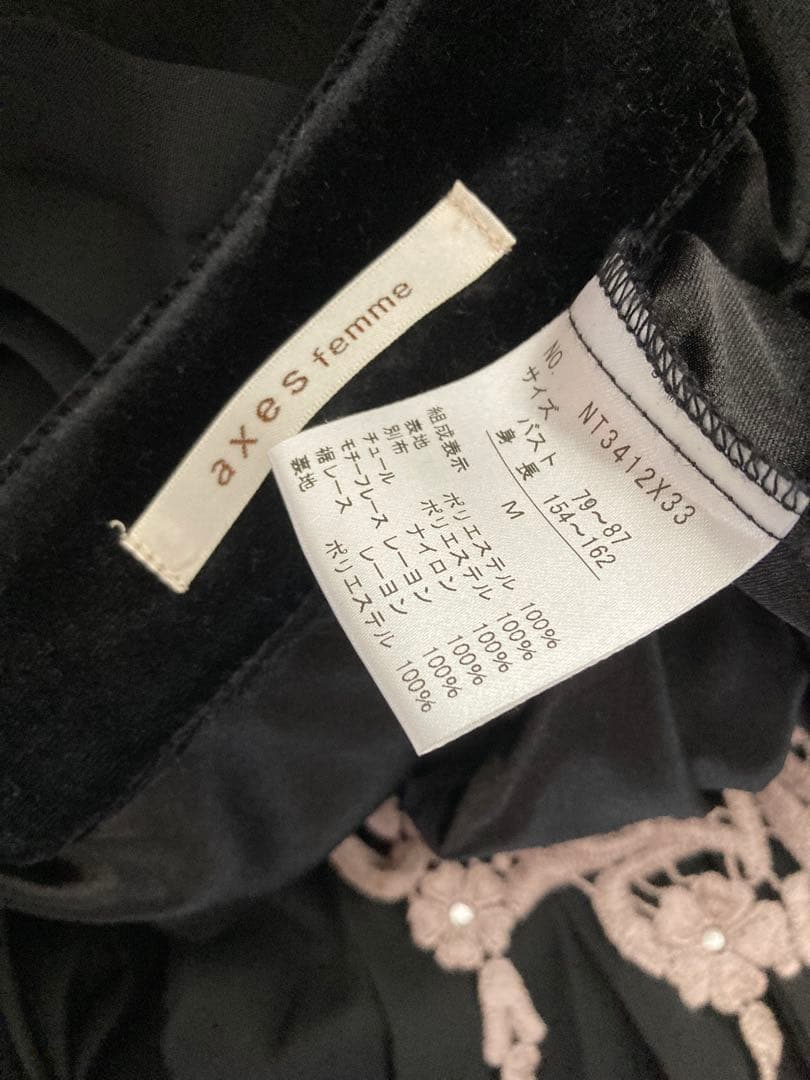 axes femme
NO. NT3412X33
サイズ
バスト 79～87
身長 154～162
M
組成表示
表地 ポリエステル 100%
別布 ポリエステル 100%
チュール ナイロン 100%
モチーフレース レーヨン 100%
裾レース レーヨン 100%
裏地 ポリエステル 100%